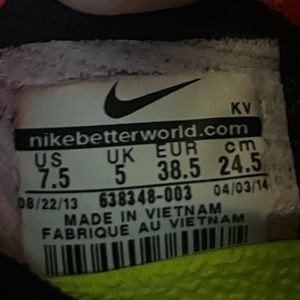 KV
nikebetterworld.com
US UK EUR cm
7.5 5 38.5 24.5
08/22/13 638348-003 04/03/14
MADE IN VIETNAM
FABRIQUE AU VIETNAM